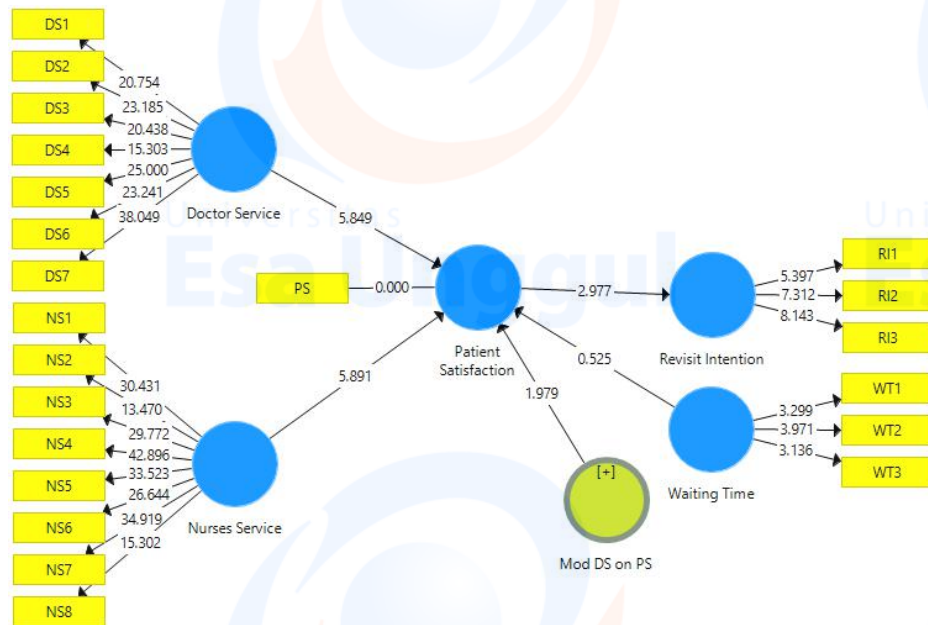 DS1
DS2
DS3
DS4
DS5
DS6
DS7
20.754
23.185
20.438
15.303
25.000
23.241
38.049
Doctor Service
5.849
PS
0.000
Patient
Satisfaction
2.977
Revisit Intention
5.397
7.312
8.143
RI1
RI2
RI3
NS1
NS2
NS3
NS4
NS5
NS6
NS7
NS8
30.431
13.470
29.772
42.896
33.523
26.644
34.919
15.302
Nurses Service
5.891
1.979
0.525
Waiting Time
3.299
3.971
3.136
WT1
WT2
WT3
[+]
Mod DS on PS
Universitas
Esa Unggul
Uni
Es